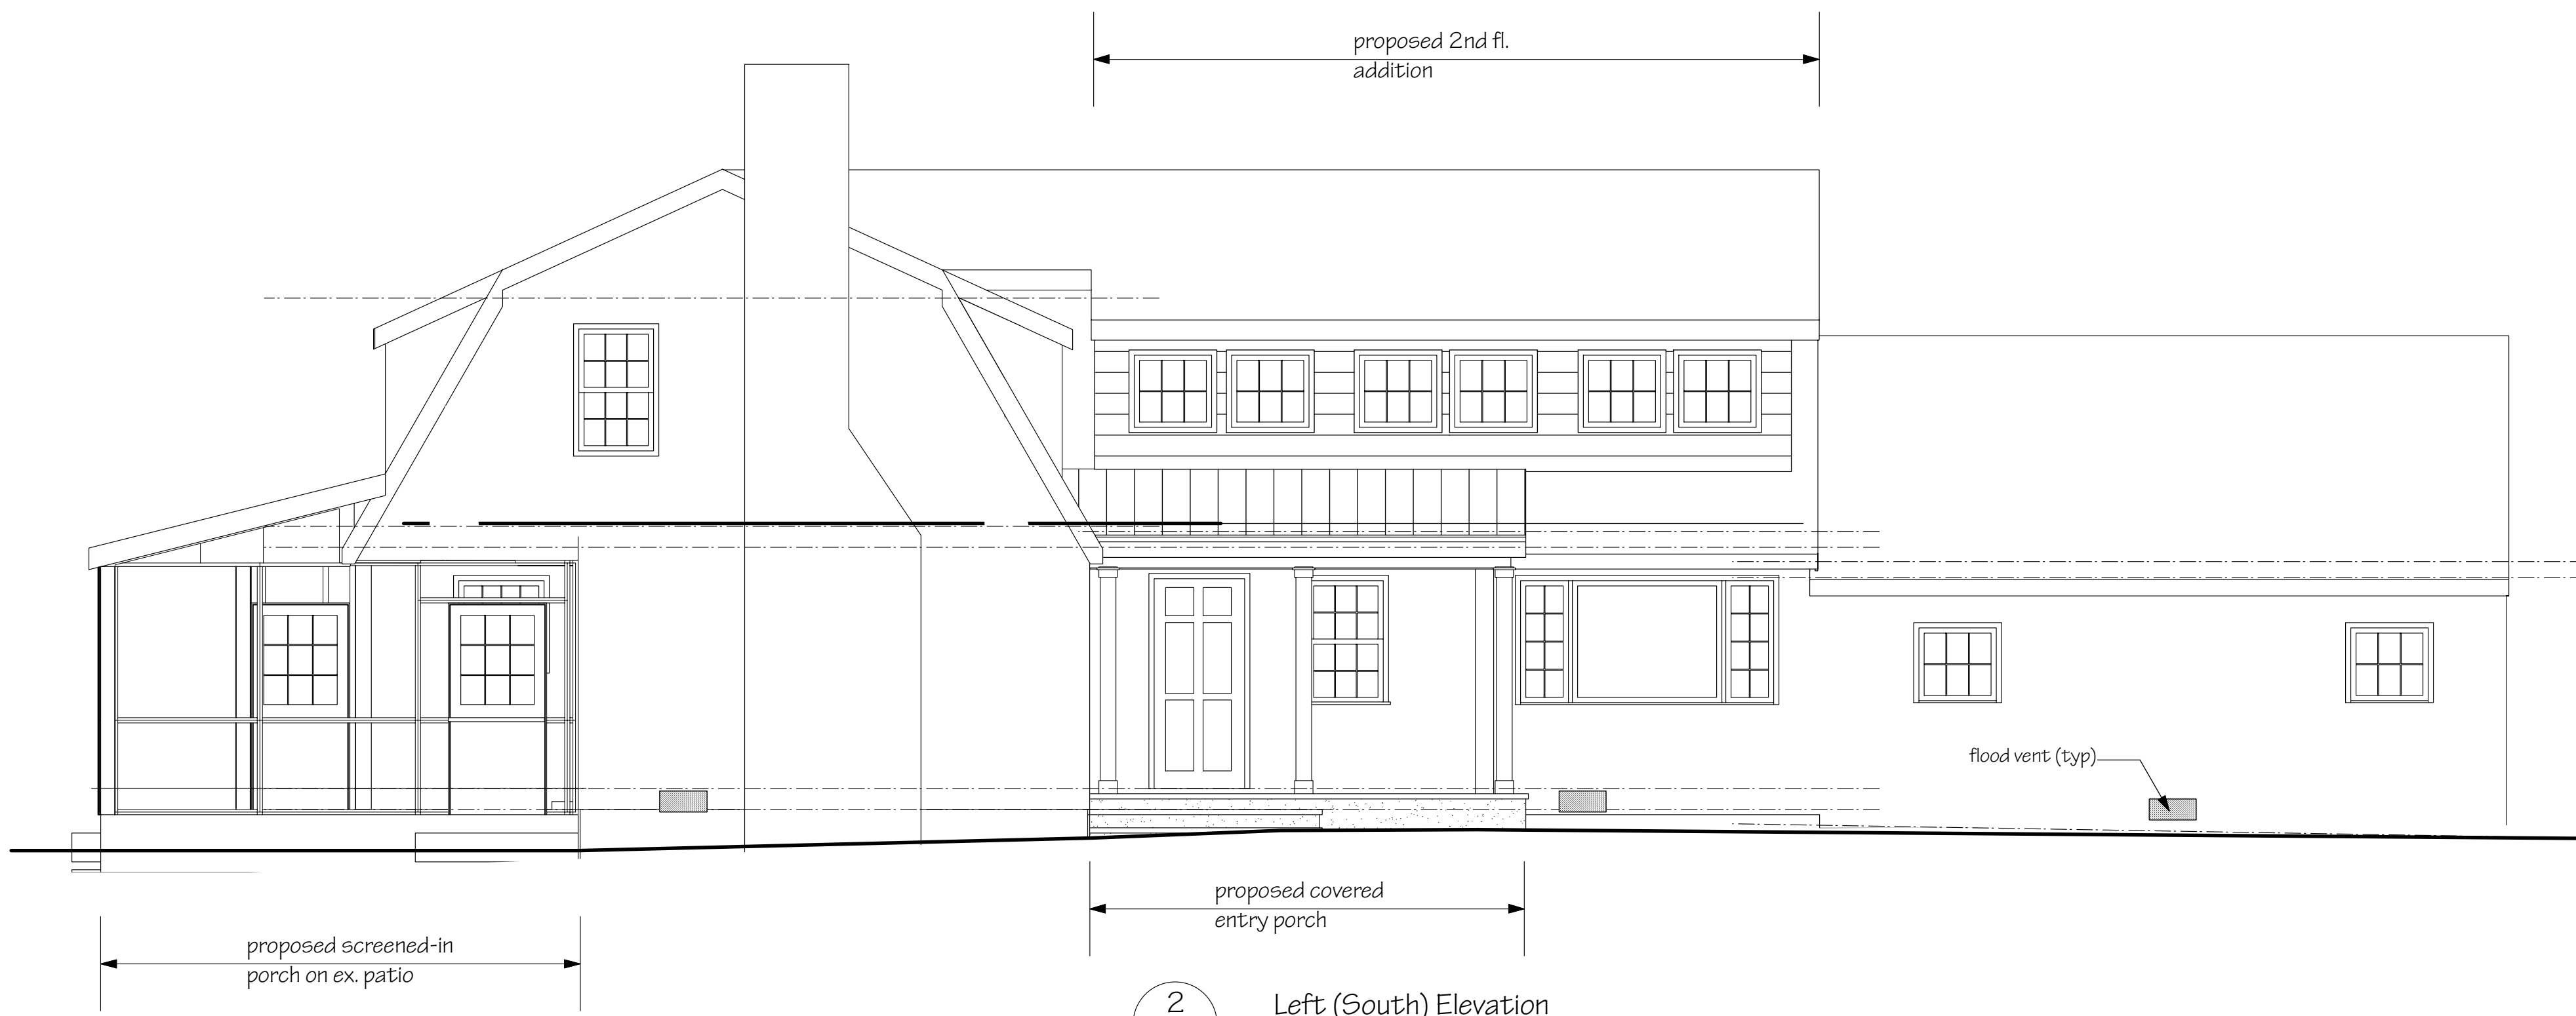 proposed 2nd fl.
addition
flood vent (typ)
proposed covered
entry porch
proposed screened-in
porch on ex. patio
2
Left (South) Elevation